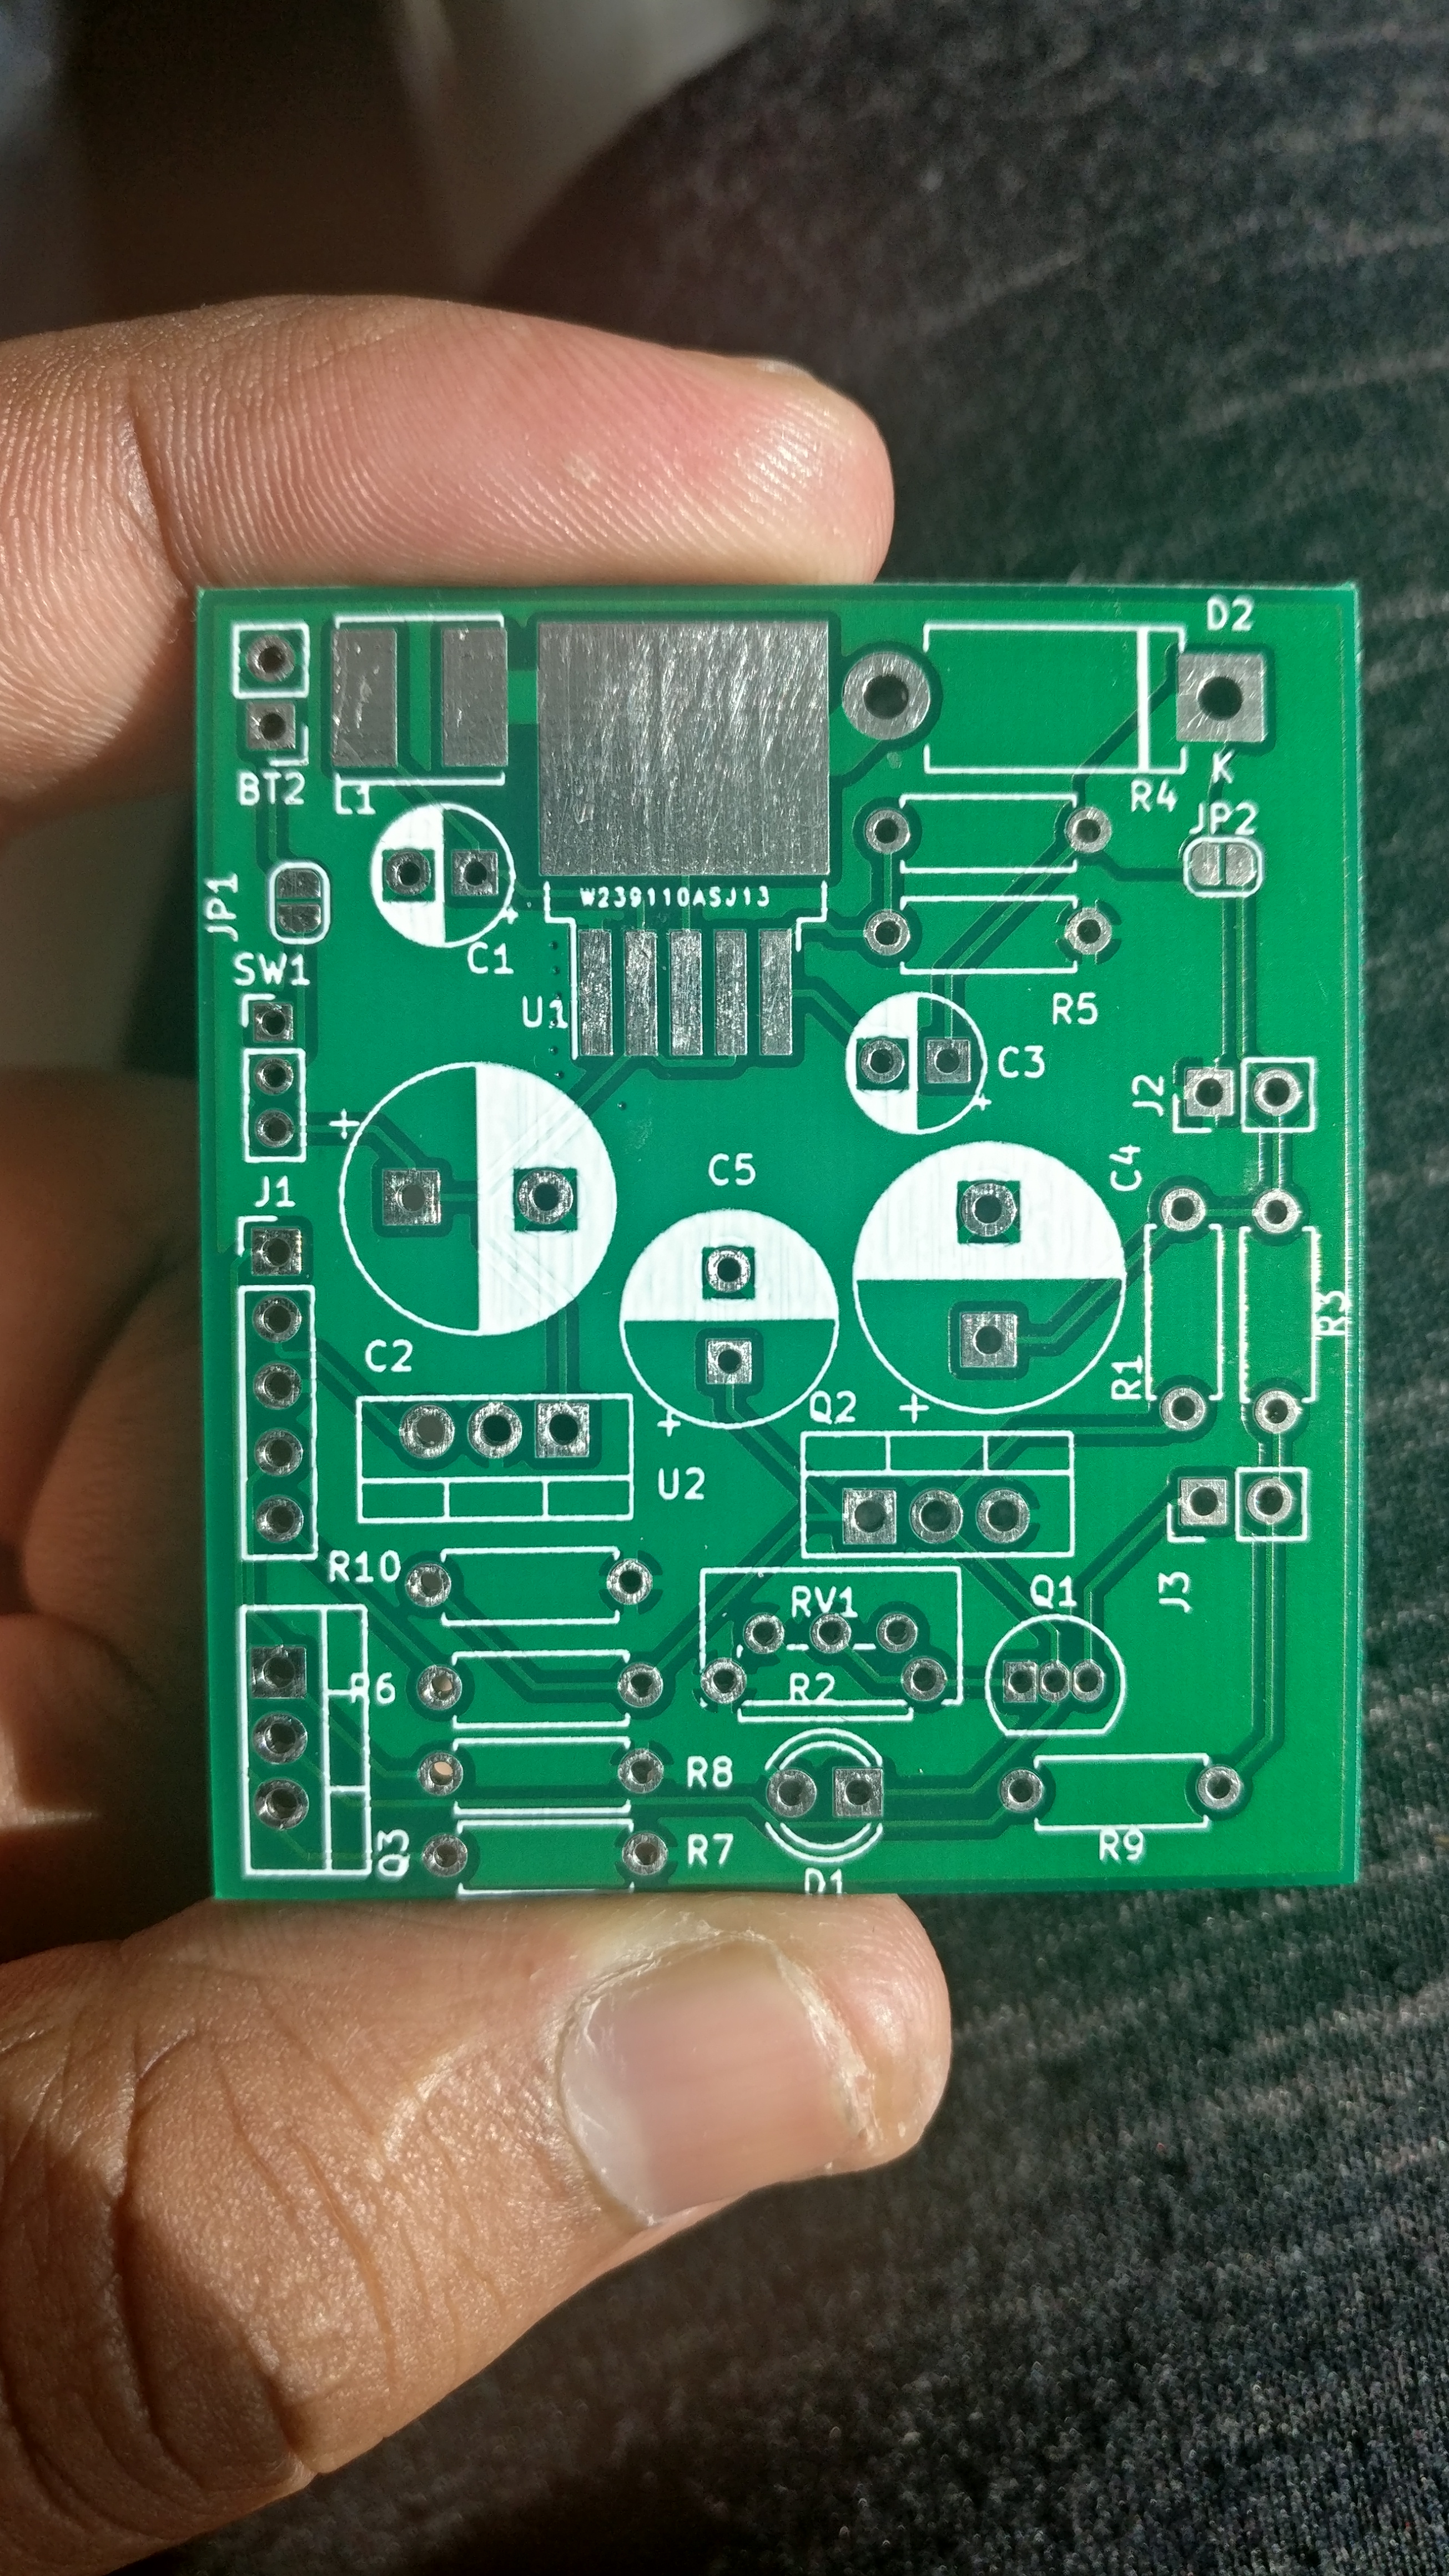 D2
K
BT2
L1
R4
JP2
W239110ASJ13
JP1
+
C1
SW1
U1
R5
C3
+
J2
+
C5
C4
J1
R3
C2
R1
Q2
+
+
U2
R10
J3
Q1
RV1
R6
R2
R8
R7
R9
Q3
D1